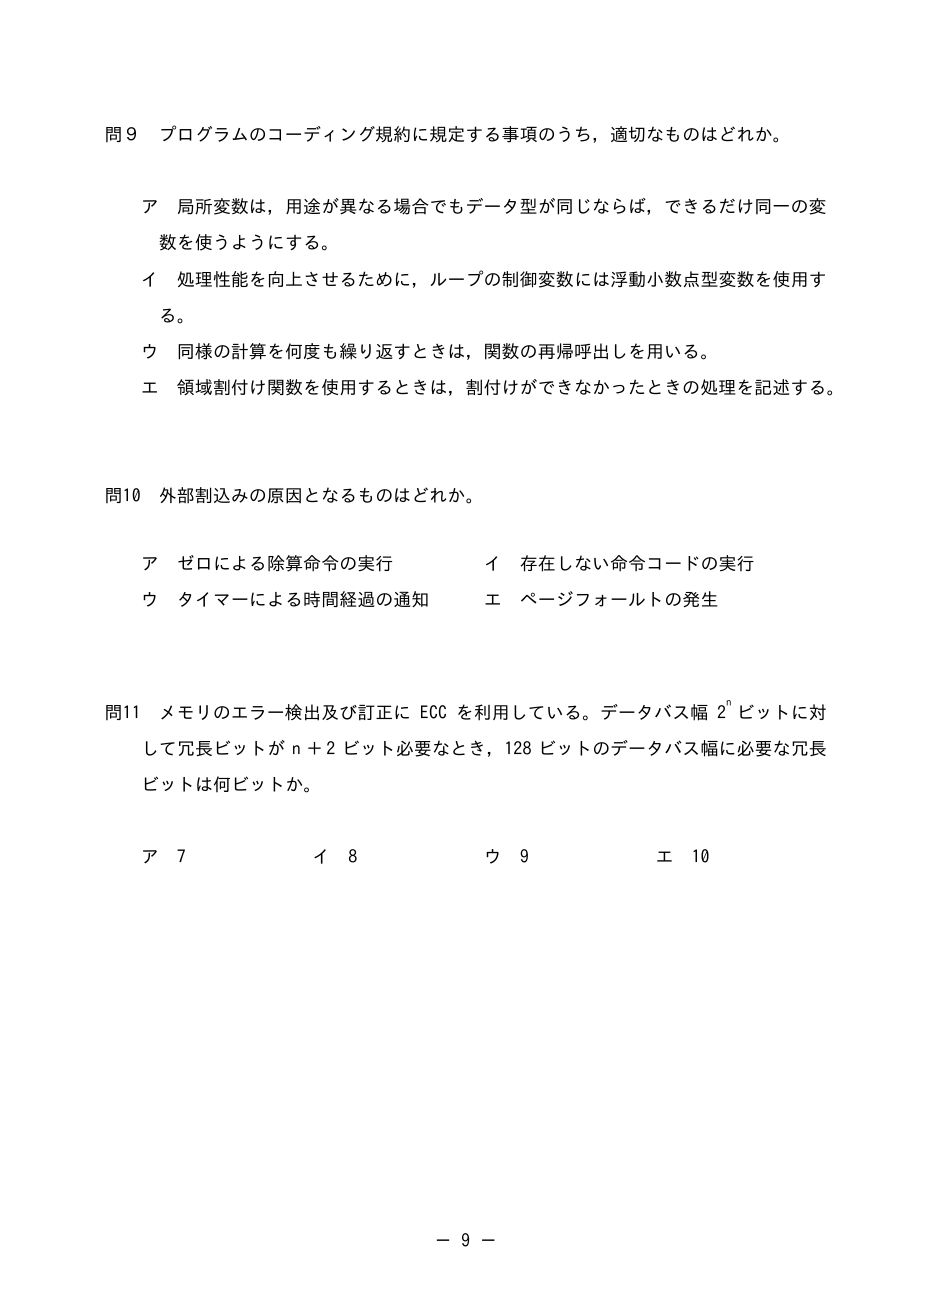 問９　プログラムのコーディング規約に規定する事項のうち，適切なものはどれか。
ア　局所変数は，用途が異なる場合でもデータ型が同じならば，できるだけ同一の変
数を使うようにする。
イ　処理性能を向上させるために，ループの制御変数には浮動小数点型変数を使用す
る。
ウ　同様の計算を何度も繰り返すときは，関数の再帰呼出しを用いる。
エ　領域割付け関数を使用するときは，割付けができなかったときの処理を記述する。
問10　外部割込みの原因となるものはどれか。
ア　ゼロによる除算命令の実行　　　イ　存在しない命令コードの実行
ウ　タイマーによる時間経過の通知　　　エ　ページフォールトの発生
問11　メモリのエラー検出及び訂正に ECC を利用している。データバス幅 2ⁿ ビットに対
して冗長ビットが n＋2 ビット必要なとき，128 ビットのデータバス幅に必要な冗長
ビットは何ビットか。
ア　7　　　イ　8　　　ウ　9　　　エ　10
－ 9 －